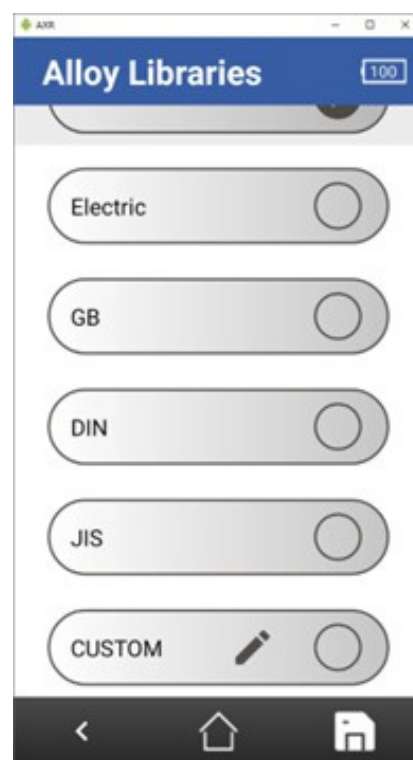 AXR
Alloy Libraries
100
Electric
GB
DIN
JIS
CUSTOM